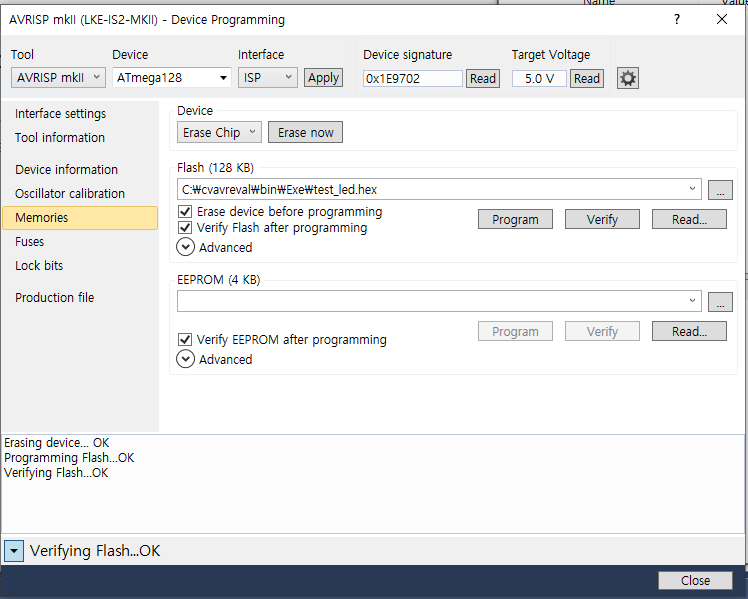 Name
Value
AVRISP mkII (LKE-IS2-MKII) - Device Programming
?
Tool
Device
Interface
Device signature
Target Voltage
AVRISP mkII
ATmega128
ISP
Apply
0x1E9702
Read
5.0 V
Read
Interface settings
Tool information
Device information
Oscillator calibration
Memories
Fuses
Lock bits
Production file
Device
Erase Chip
Erase now
Flash (128 KB)
C:₩cvavreval₩bin₩Exe₩test_led.hex
...
Erase device before programming
Verify Flash after programming
Advanced
Program
Verify
Read...
EEPROM (4 KB)
...
Program
Verify
Read...
Verify EEPROM after programming
Advanced
Erasing device... OK
Programming Flash...OK
Verifying Flash...OK
Verifying Flash...OK
Close